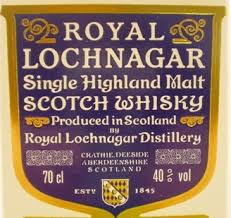 ROYAL
LOCHNAGAR
Single Highland Malt
SCOTCH WHISKY
Produced in Scotland
by
Royal Lochnagar Distillery
CRATHIE, DEESIDE
ABERDEENSHIRE
SCOTLAND
70 cl 40% vol
ESTD 1845